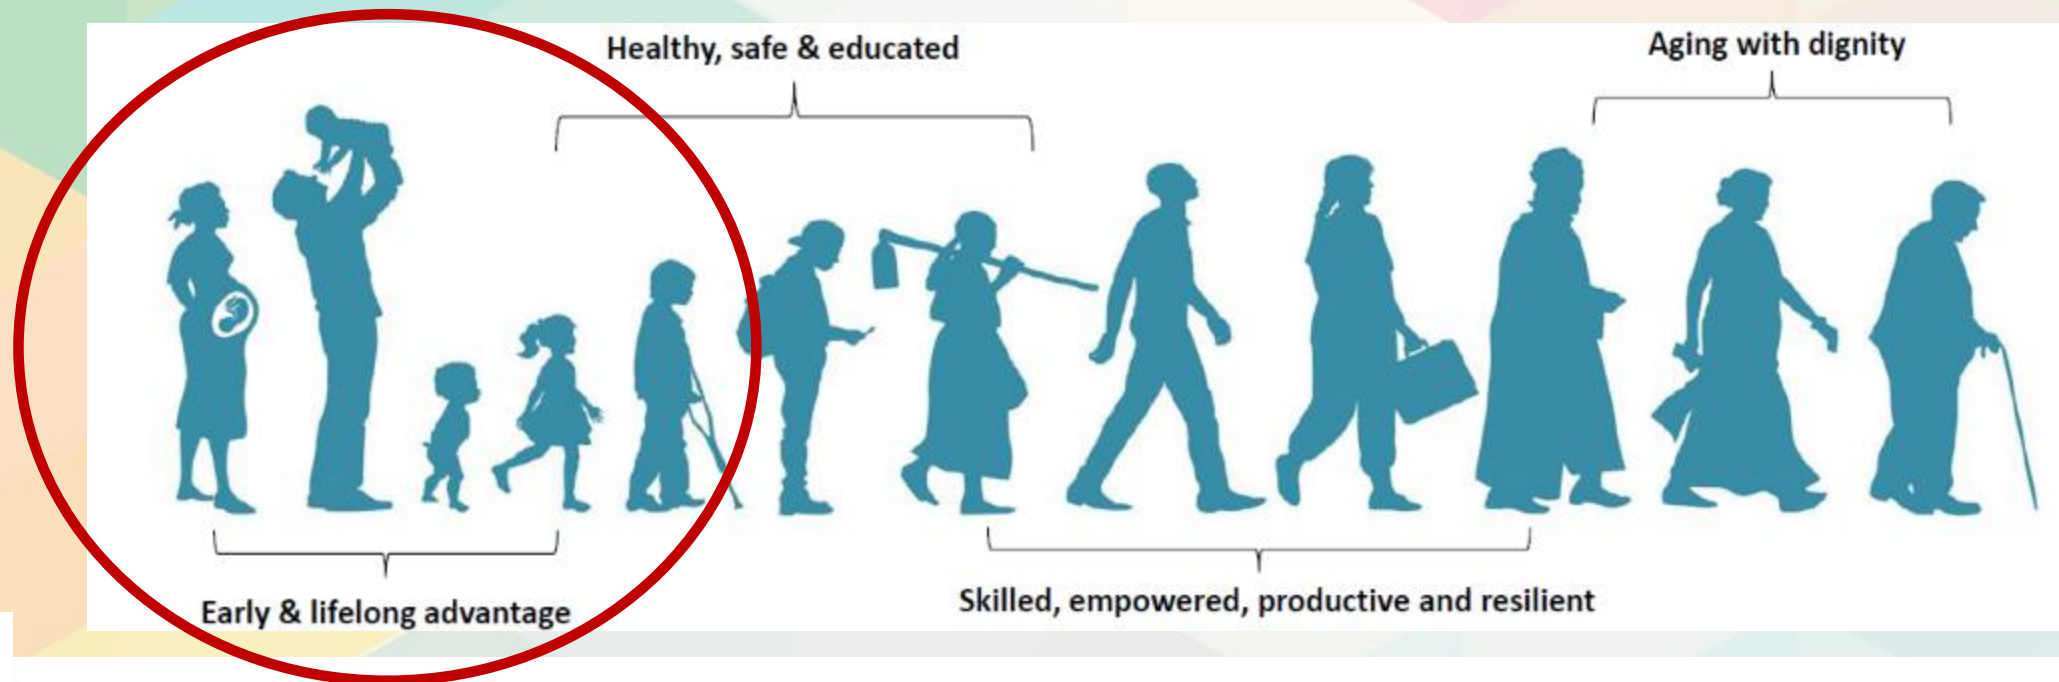 Healthy, safe & educated
Aging with dignity
Early & lifelong advantage
Skilled, empowered, productive and resilient